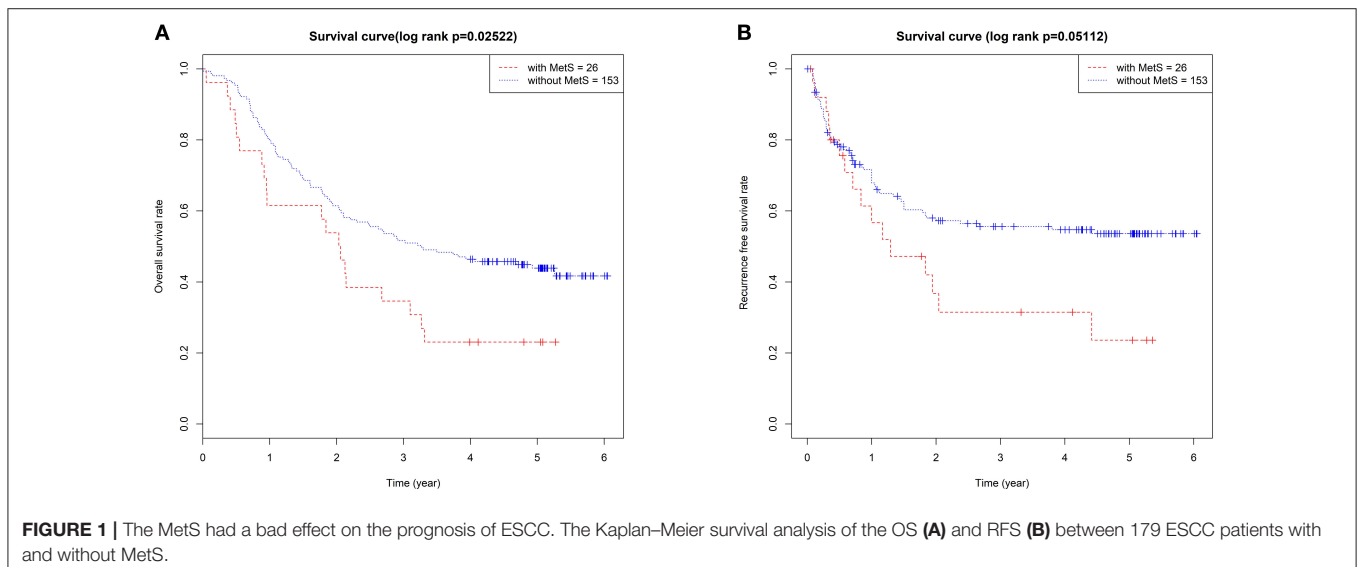 A
Survival curve(log rank p=0.02522)
with MetS = 26
without MetS = 153
Overall survival rate
1.0
0.8
0.6
0.4
0.2
0.0
0 1 2 3 4 5 6
Time (year)
B
Survival curve (log rank p=0.05112)
with MetS = 26
without MetS = 153
Recurrence free survival rate
1.0
0.8
0.6
0.4
0.2
0.0
0 1 2 3 4 5 6
Time (year)
FIGURE 1 | The MetS had a bad effect on the prognosis of ESCC. The Kaplan–Meier survival analysis of the OS (A) and RFS (B) between 179 ESCC patients with
and without MetS.